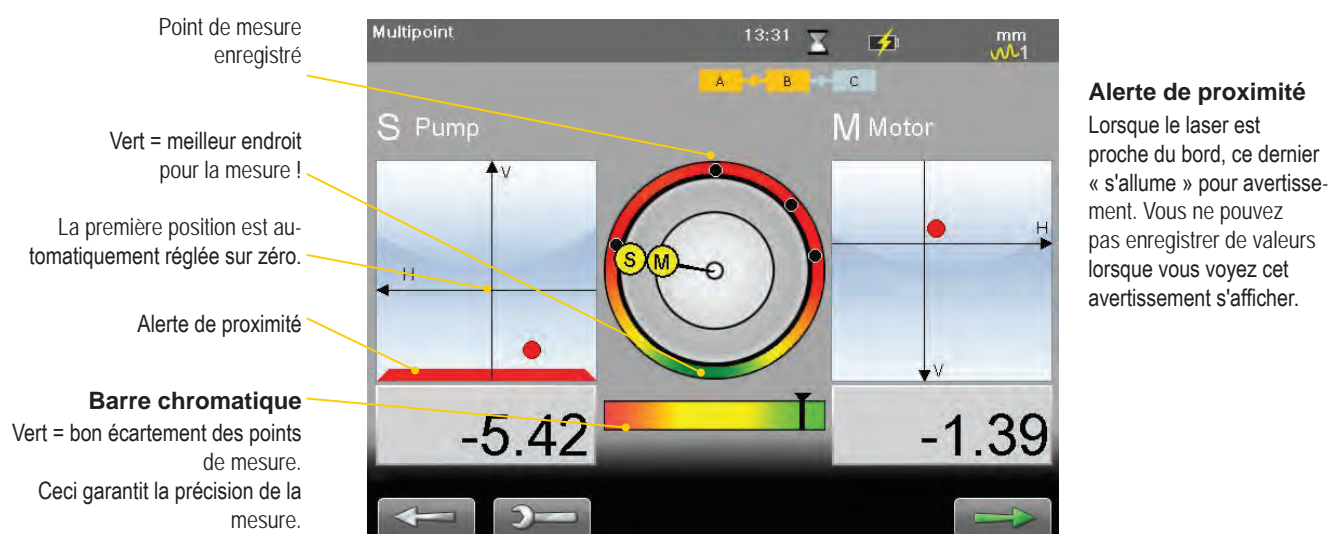 Point de mesure
enregistré
Vert = meilleur endroit
pour la mesure !
La première position est au-
tomatiquement réglée sur zéro.
Alerte de proximité
Barre chromatique
Vert = bon écartement des points
de mesure.
Ceci garantit la précision de la
mesure.
Multipoint
13:31
mm
1
A
B
C
S Pump
M Motor
V
H
S
M
H
V
-5.42
-1.39
Alerte de proximité
Lorsque le laser est
proche du bord, ce dernier
« s'allume » pour avertisse-
ment. Vous ne pouvez
pas enregistrer de valeurs
lorsque vous voyez cet
avertissement s'afficher.